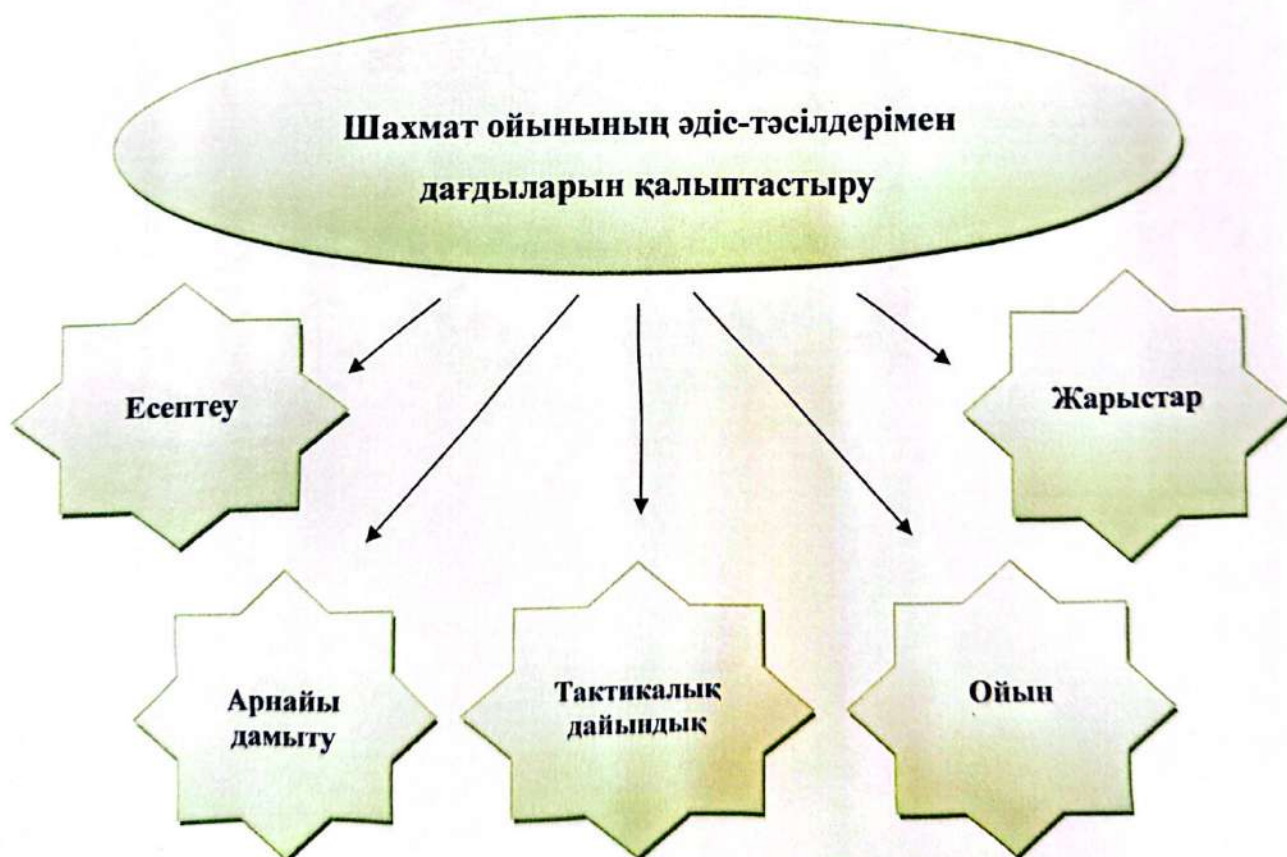 Шахмат ойынының әдіс-тәсілдерімен
дағдыларын қалыптастыру
Есептеу
Жарыстар
Арнайы
дамыту
Тактикалық
дайындық
Ойын